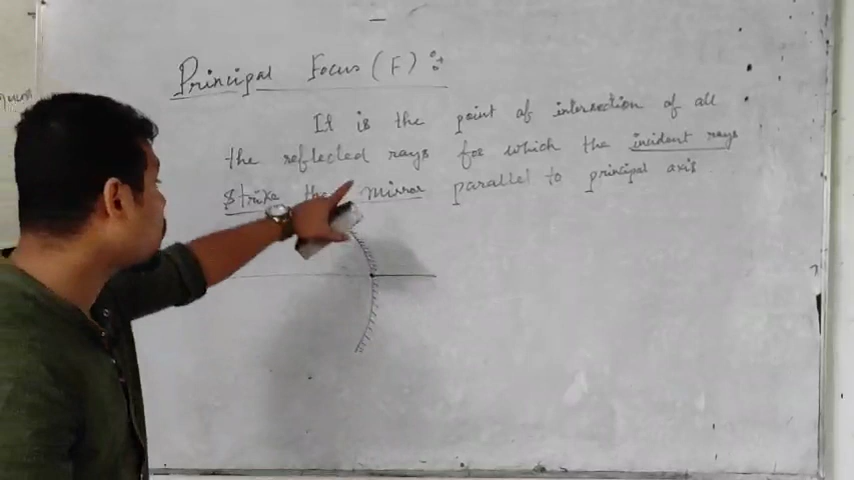 Principal Focus (F) :
It is the point of intersection of all
the reflected rays for which the incident rays
strike the mirror parallel to principal axis